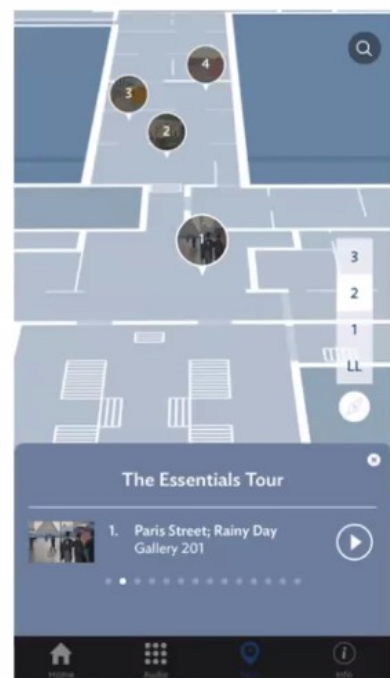 4
3
2
1
3
2
1
LL
The Essentials Tour
1. Paris Street; Rainy Day
Gallery 201
Home
Audio
Info